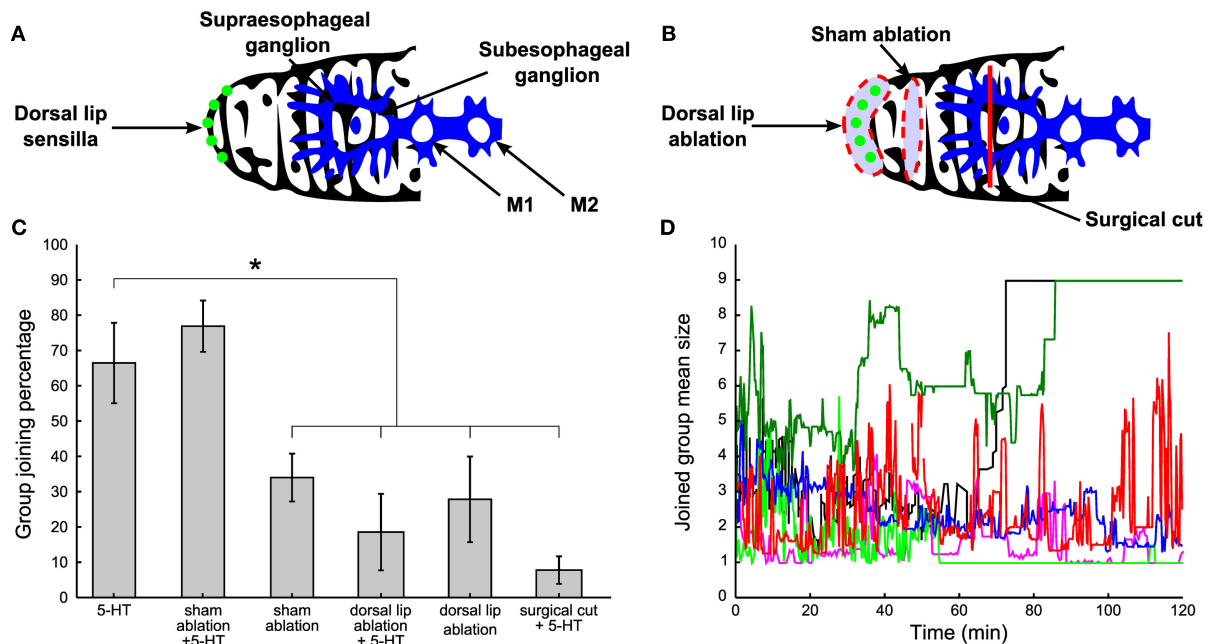 A
Supraesophageal
ganglion
Subesophageal
ganglion
Dorsal lip
sensilla
M1
M2
B
Sham ablation
Dorsal lip
ablation
Surgical cut
C
Group joining percentage
100
90
80
70
60
50
40
30
20
10
0
*
5-HT
sham
ablation
+5-HT
sham
ablation
dorsal lip
ablation
+ 5-HT
dorsal lip
ablation
surgical cut
+ 5-HT
D
Joined group mean size
10
9
8
7
6
5
4
3
2
1
0
0
20
40
60
80
100
120
Time (min)